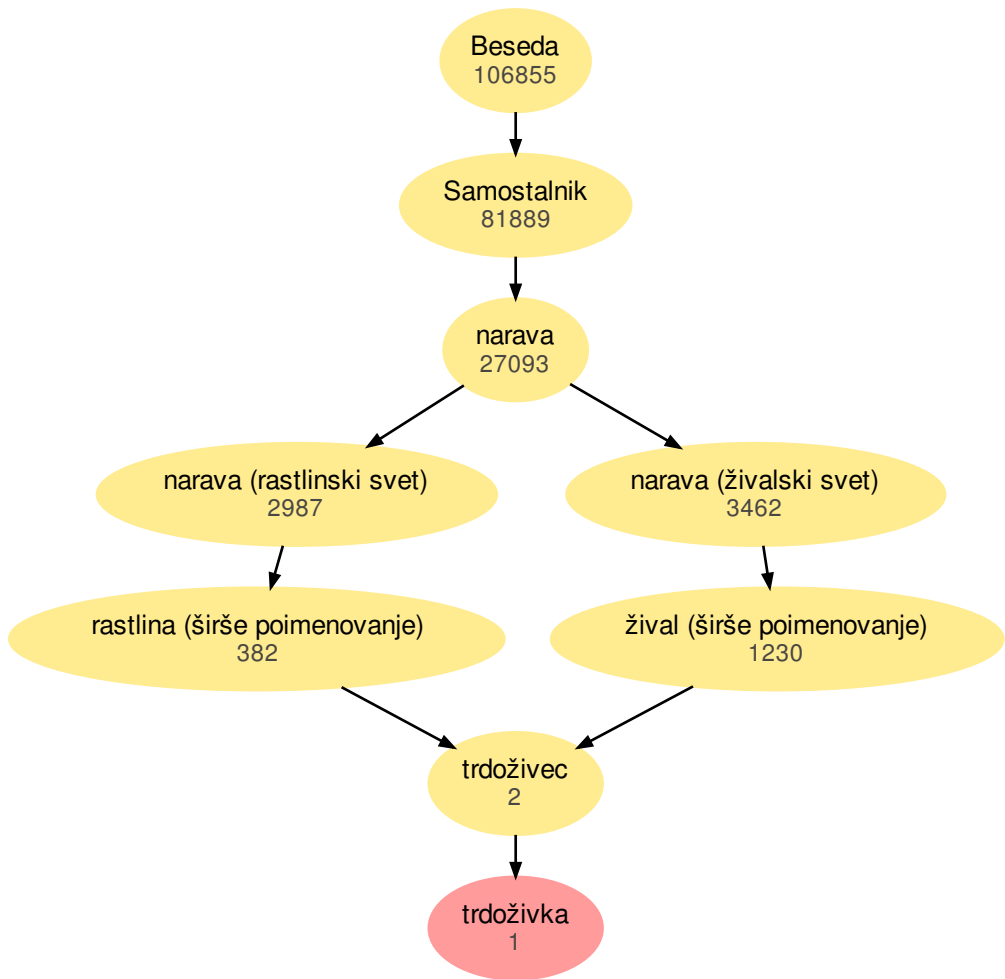 Beseda
106855
Samostalnik
81889
narava
27093
narava (rastlinski svet)
2987
narava (živalski svet)
3462
rastlina (širše poimenovanje)
382
žival (širše poimenovanje)
1230
trdoživec
2
trdoživka
1